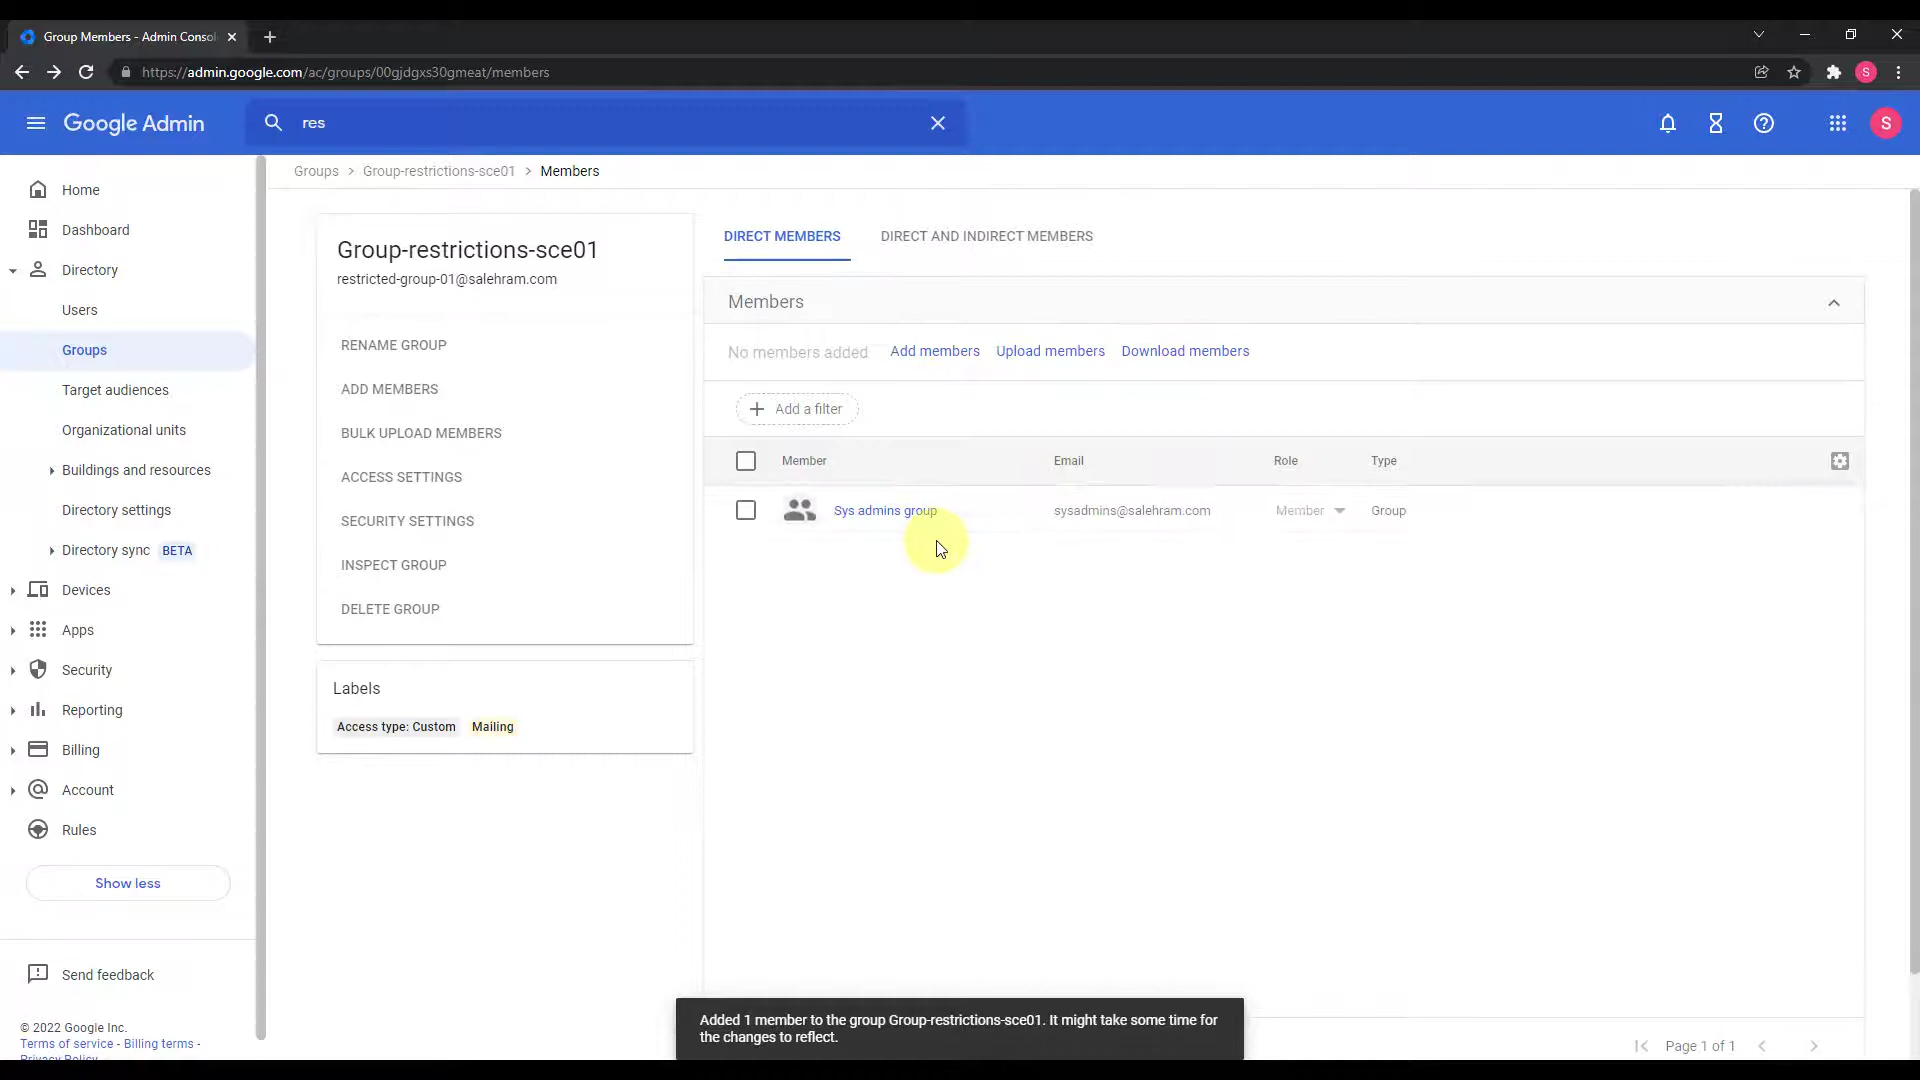 Group Members - Admin Consol
https://admin.google.com/ac/groups/00gjdgxs30gmeat/members
S
Google Admin
res
S
Home
Dashboard
Directory
Users
Groups
Target audiences
Organizational units
Buildings and resources
Directory settings
Directory sync BETA
Devices
Apps
Security
Reporting
Billing
Account
Rules
Show less
Send feedback
© 2022 Google Inc.
Terms of service - Billing terms -
Privacy Policy
Groups > Group-restrictions-sce01 > Members
Group-restrictions-sce01
restricted-group-01@salehram.com
RENAME GROUP
ADD MEMBERS
BULK UPLOAD MEMBERS
ACCESS SETTINGS
SECURITY SETTINGS
INSPECT GROUP
DELETE GROUP
Labels
Access type: Custom Mailing
DIRECT MEMBERS DIRECT AND INDIRECT MEMBERS
Members
No members added Add members Upload members Download members
Add a filter
Member Email Role Type
Sys admins group sysadmins@salehram.com Member Group
Added 1 member to the group Group-restrictions-sce01. It might take some time for
the changes to reflect.
Page 1 of 1